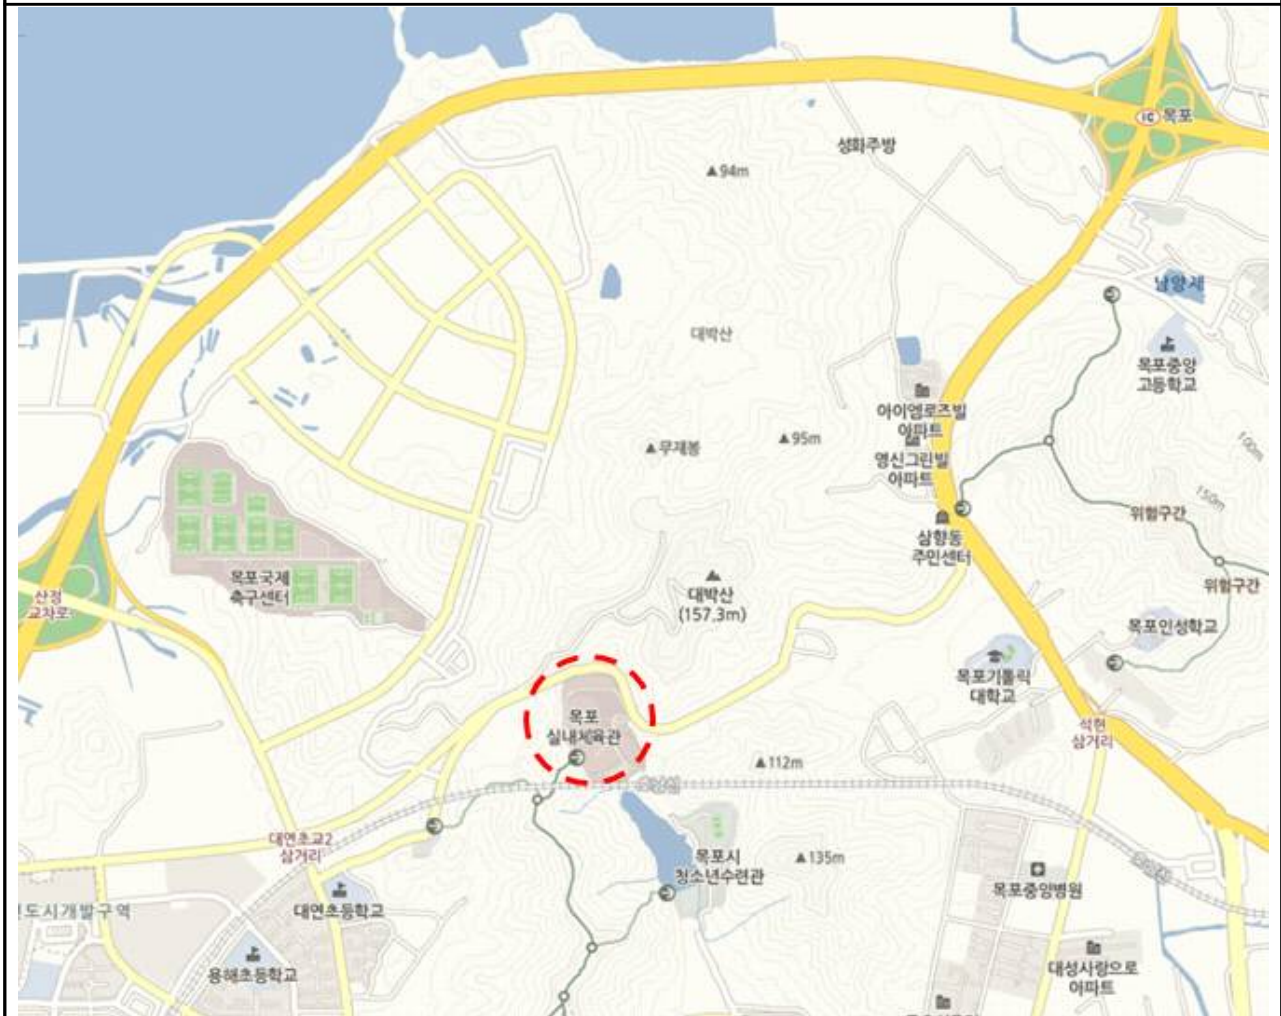 IC 목포
성화주방
▲94m
남양제
대박산
목포중앙
고등학교
아이엠로즈빌
아파트
영신그린빌
아파트
▲무재봉
▲95m
100m
150m
위험구간
삼향동
주민센터
위험구간
목포국제
축구센터
산정
교차로
대박산
(157.3m)
목포인성학교
목포가톨릭
대학교
목포
실내체육관
석현
삼거리
▲112m
대연초교2
삼거리
목포시
청소년수련관
▲135m
목포중앙병원
도시개발구역
대연초등학교
용해초등학교
대성사랑으로
아파트